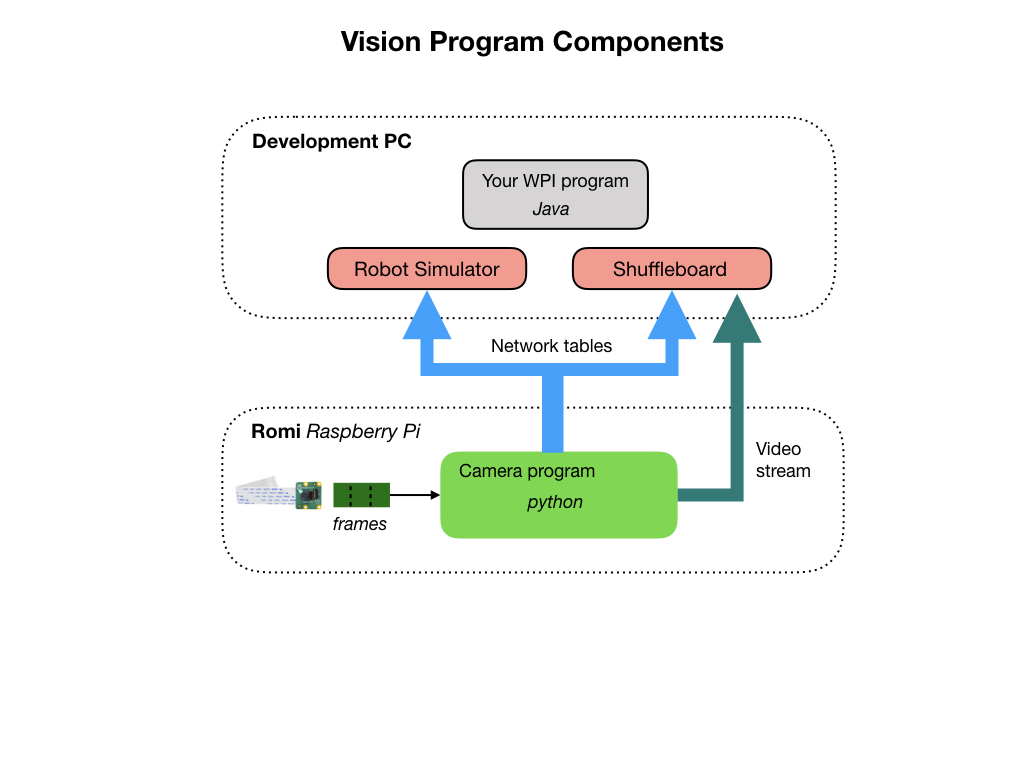 Vision Program Components
Development PC
Your WPI program
Java
Robot Simulator
Shuffleboard
Network tables
Romi Raspberry Pi
Video
stream
Camera program
python
frames